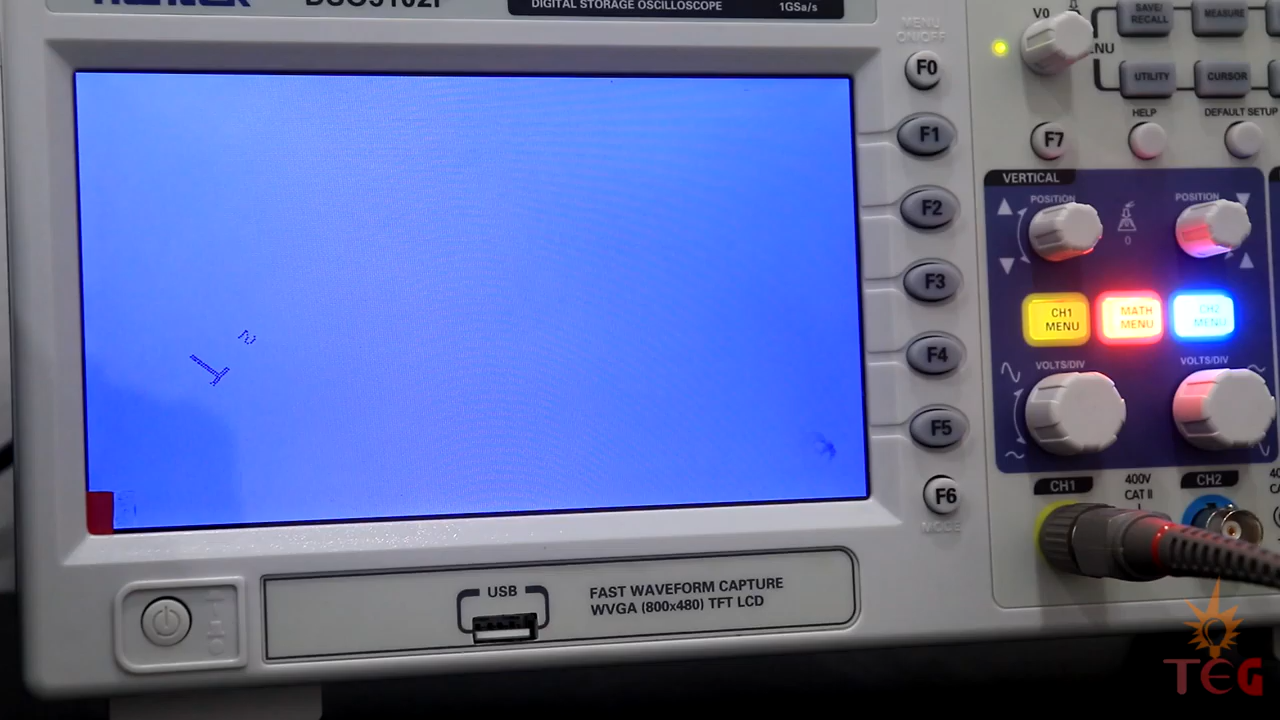 DIGITAL STORAGE OSCILLOSCOPE 1GSa/s
MENU
ON/OFF
F0
F1
F2
F3
F4
F5
F6
MODE
V0
SAVE/
RECALL
MEASURE
UTILITY
CURSOR
HELP
DEFAULT SETUP
F7
VERTICAL
POSITION
POSITION
0
CH1
MENU
MATH
MENU
CH2
MENU
VOLTS/DIV
VOLTS/DIV
CH1
400V
CAT II
CH2
USB
FAST WAVEFORM CAPTURE
WVGA (800x480) TFT LCD
TEG